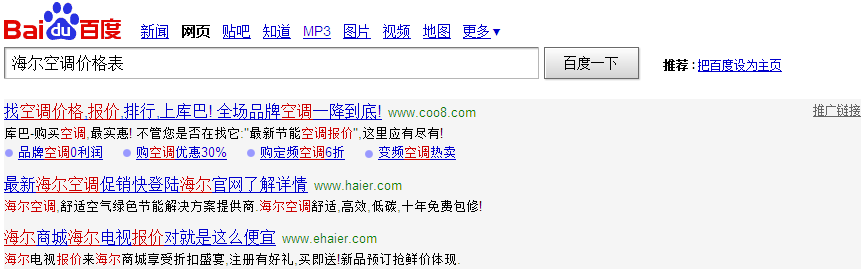 Bai du 百度 新闻 网页 贴吧 知道 MP3 图片 视频 地图 更多▼
海尔空调价格表 百度一下 推荐：把百度设为主页
找空调价格,报价,排行,上库巴! 全场品牌空调一降到底! www.coo8.com 推广链接
库巴-购买空调,最实惠! 不管您是否在找它:"最新节能空调报价",这里应有尽有!
品牌空调0利润 购空调优惠30% 购定频空调6折 变频空调热卖
最新海尔空调促销快登陆海尔官网了解详情 www.haier.com
海尔空调,舒适空气绿色节能解决方案提供商.海尔空调舒适,高效,低碳,十年免费包修!
海尔商城海尔电视报价对就是这么便宜 www.ehaier.com
海尔电视报价来海尔商城享受折扣盛宴,注册有好礼,买即送!新品预订抢鲜价体现.